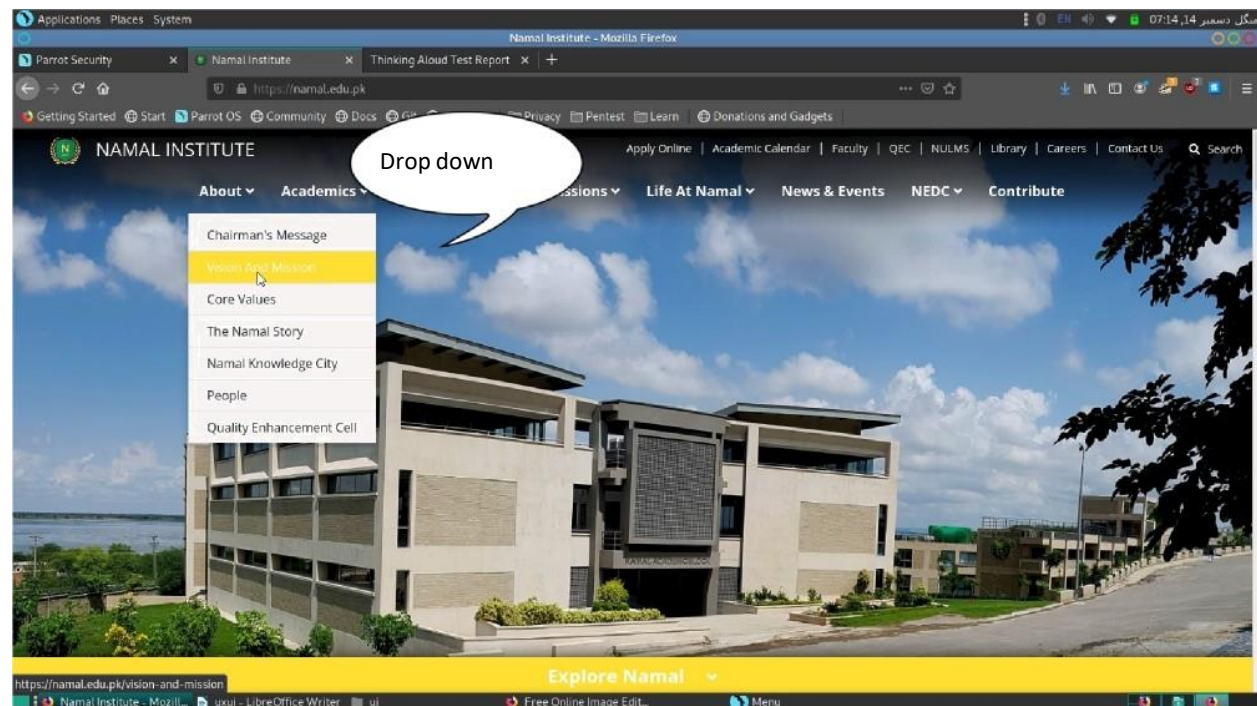 Applications Places System
EN 07:14 ,14 منگل دسمبر
Namal Institute - Mozilla Firefox
Parrot Security × Namal Institute × Thinking Aloud Test Report × +
https://namal.edu.pk
Getting Started Start Parrot OS Community Docs Git Privacy Pentest Learn Donations and Gadgets
NAMAL INSTITUTE
Apply Online | Academic Calendar | Faculty | QEC | NULMS | Library | Careers | Contact Us Search
Drop down
About Academics ssions Life At Namal News & Events NEDC Contribute
Chairman's Message
Vision And Mission
Core Values
The Namal Story
Namal Knowledge City
People
Quality Enhancement Cell
Explore Namal
https://namal.edu.pk/vision-and-mission
Namal Institute - Mozill... uxui - LibreOffice Writer ui Free Online Image Edit... Menu